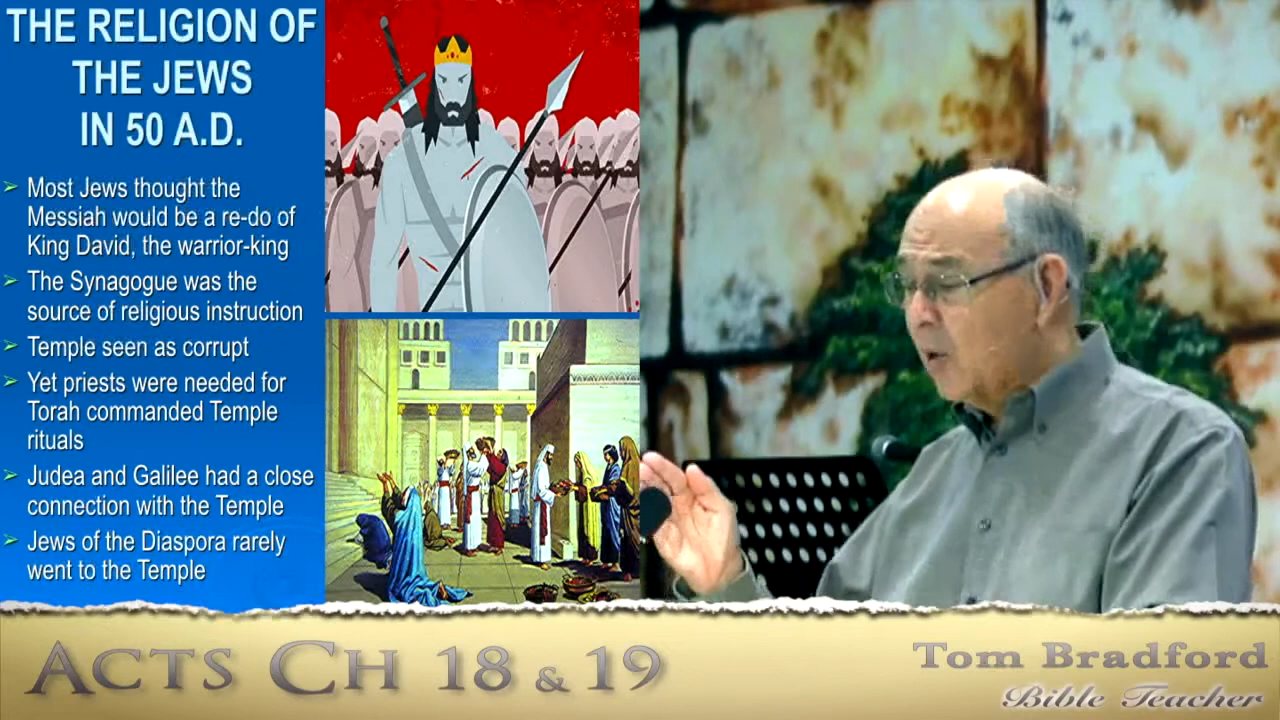 THE RELIGION OF
THE JEWS
IN 50 A.D.
➢ Most Jews thought the
Messiah would be a re-do of
King David, the warrior-king
➢ The Synagogue was the
source of religious instruction
➢ Temple seen as corrupt
➢ Yet priests were needed for
Torah commanded Temple
rituals
➢ Judea and Galilee had a close
connection with the Temple
➢ Jews of the Diaspora rarely
went to the Temple
ACTS CH 18 & 19
Tom Bradford
Bible Teacher